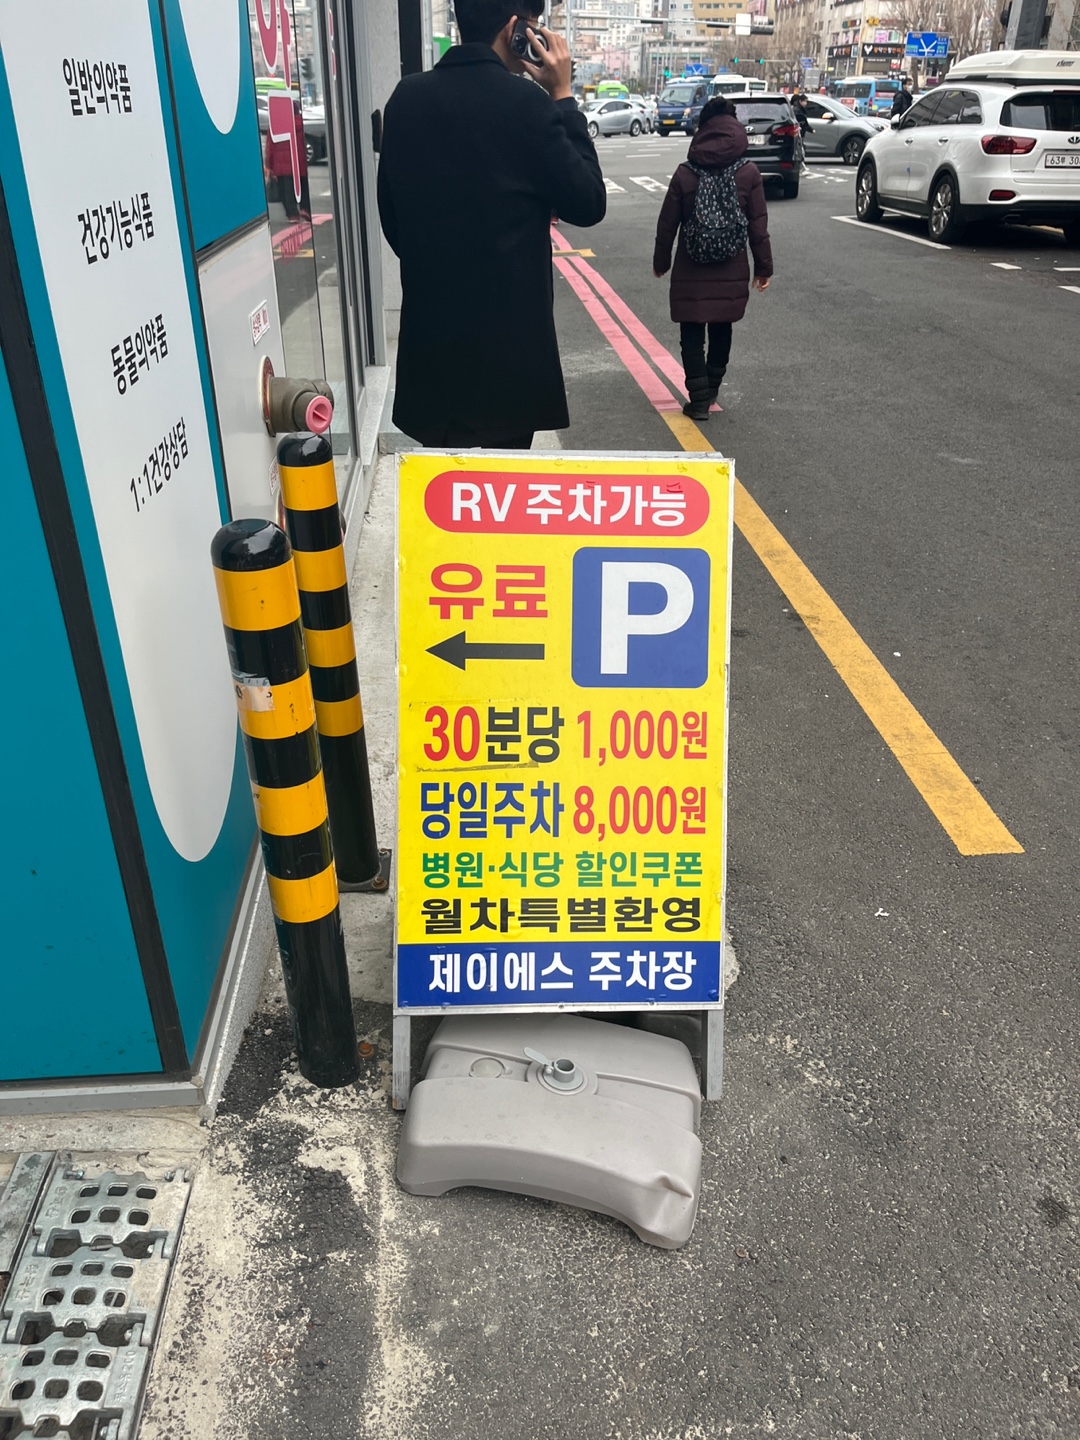 일반의약품
건강기능식품
동물의약품
1:1건강상담
RV 주차가능
유료
P
30분당 1,000원
당일주차 8,000원
병원·식당 할인쿠폰
월차특별환영
제이에스 주차장